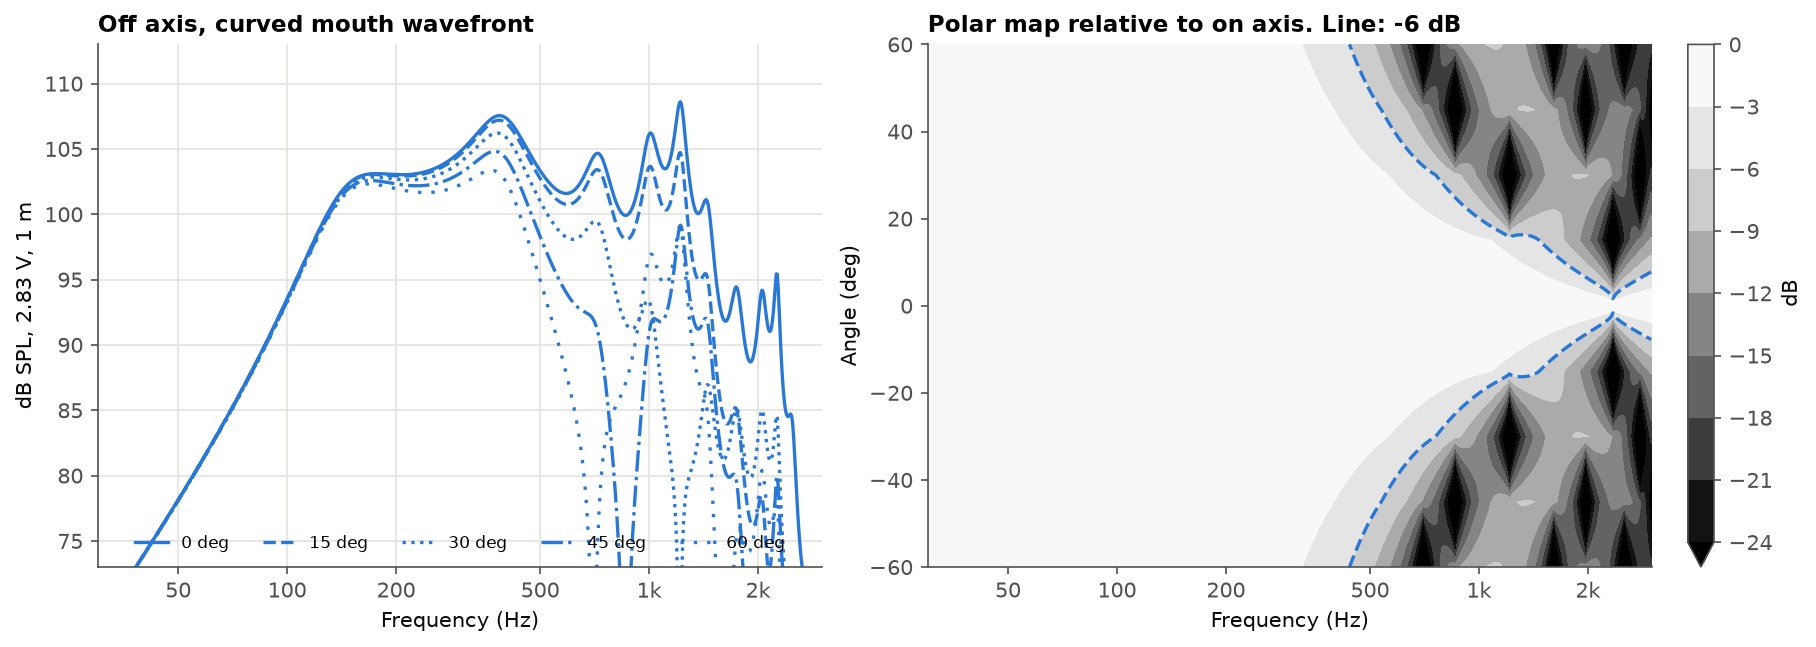 Off axis, curved mouth wavefront
dB SPL, 2.83 V, 1 m
110
105
100
95
90
85
80
75
0 deg
15 deg
30 deg
45 deg
60 deg
50
100
200
500
1k
2k
Frequency (Hz)
Polar map relative to on axis. Line: -6 dB
Angle (deg)
60
40
20
0
−20
−40
−60
50
100
200
500
1k
2k
Frequency (Hz)
0
−3
−6
−9
−12
−15
−18
−21
−24
dB